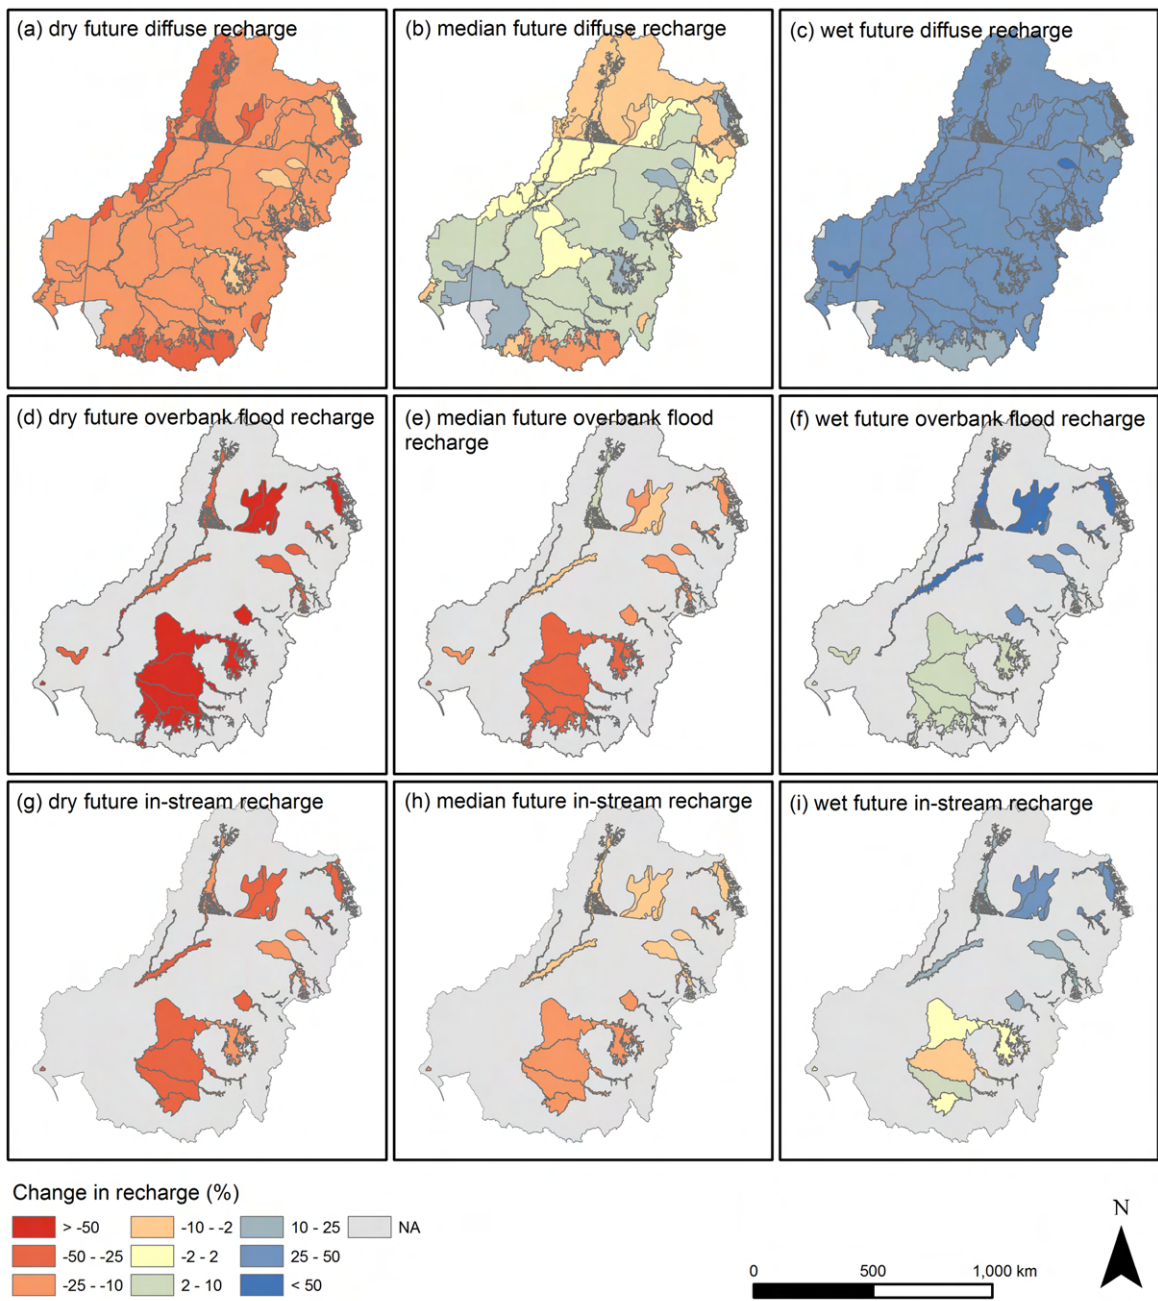 (a) dry future diffuse recharge
(b) median future diffuse recharge
(c) wet future diffuse recharge
(d) dry future overbank flood recharge
(e) median future overbank flood
recharge
(f) wet future overbank flood recharge
(g) dry future in-stream recharge
(h) median future in-stream recharge
(i) wet future in-stream recharge
Change in recharge (%)
> -50
-10 - -2
10 - 25
NA
-50 - -25
-2 - 2
25 - 50
-25 - -10
2 - 10
< 50
0 500 1,000 km
N